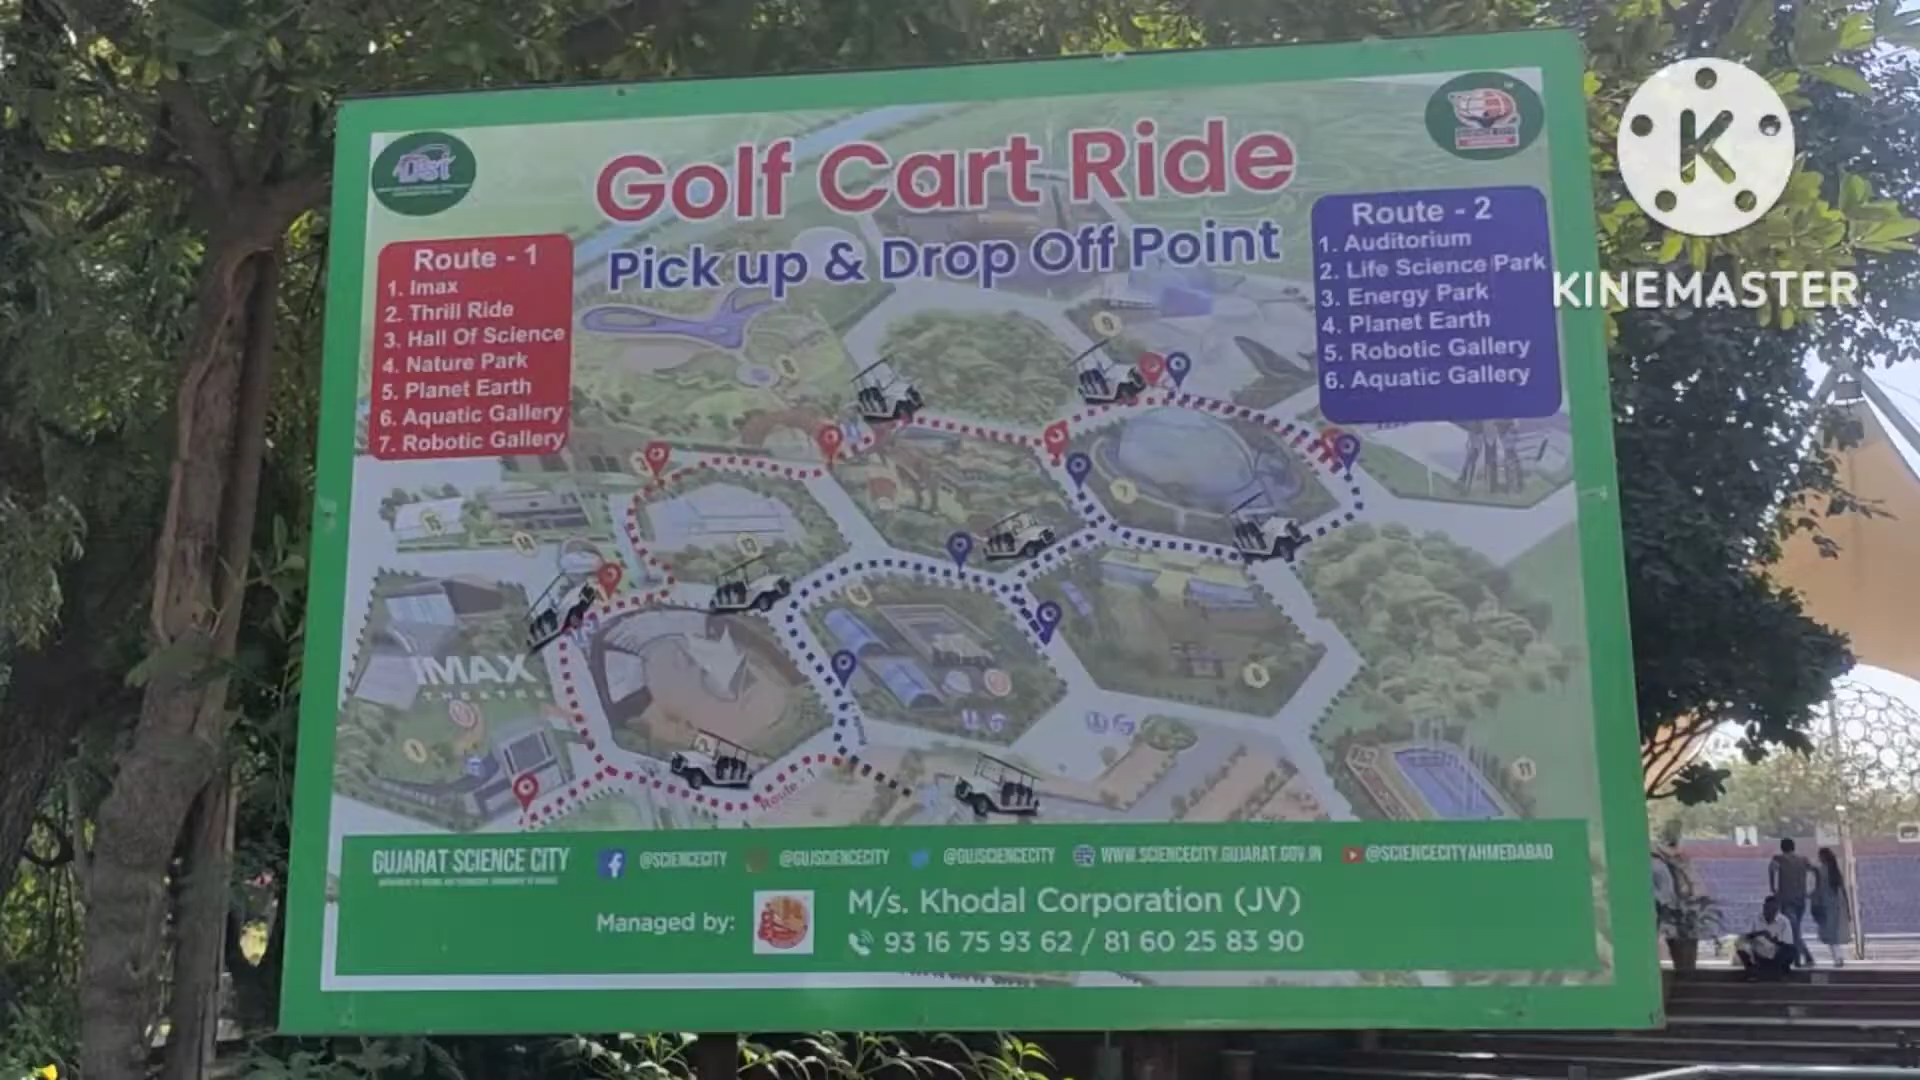 Golf Cart Ride
Pick up & Drop Off Point
Route - 1
1. Imax
2. Thrill Ride
3. Hall Of Science
4. Nature Park
5. Planet Earth
6. Aquatic Gallery
7. Robotic Gallery
Route - 2
1. Auditorium
2. Life Science Park
3. Energy Park
4. Planet Earth
5. Robotic Gallery
6. Aquatic Gallery
KINEMASTER
IMAX
THEATRE
Route - 1
GUJARAT SCIENCE CITY
@SCIENCECITY
@GUJSCIENCECITY
@GUJSCIENCECITY
WWW.SCIENCECITY.GUJARAT.GOV.IN
@SCIENCECITYAHMEDABAD
Managed by:
M/s. Khodal Corporation (JV)
93 16 75 93 62 / 81 60 25 83 90